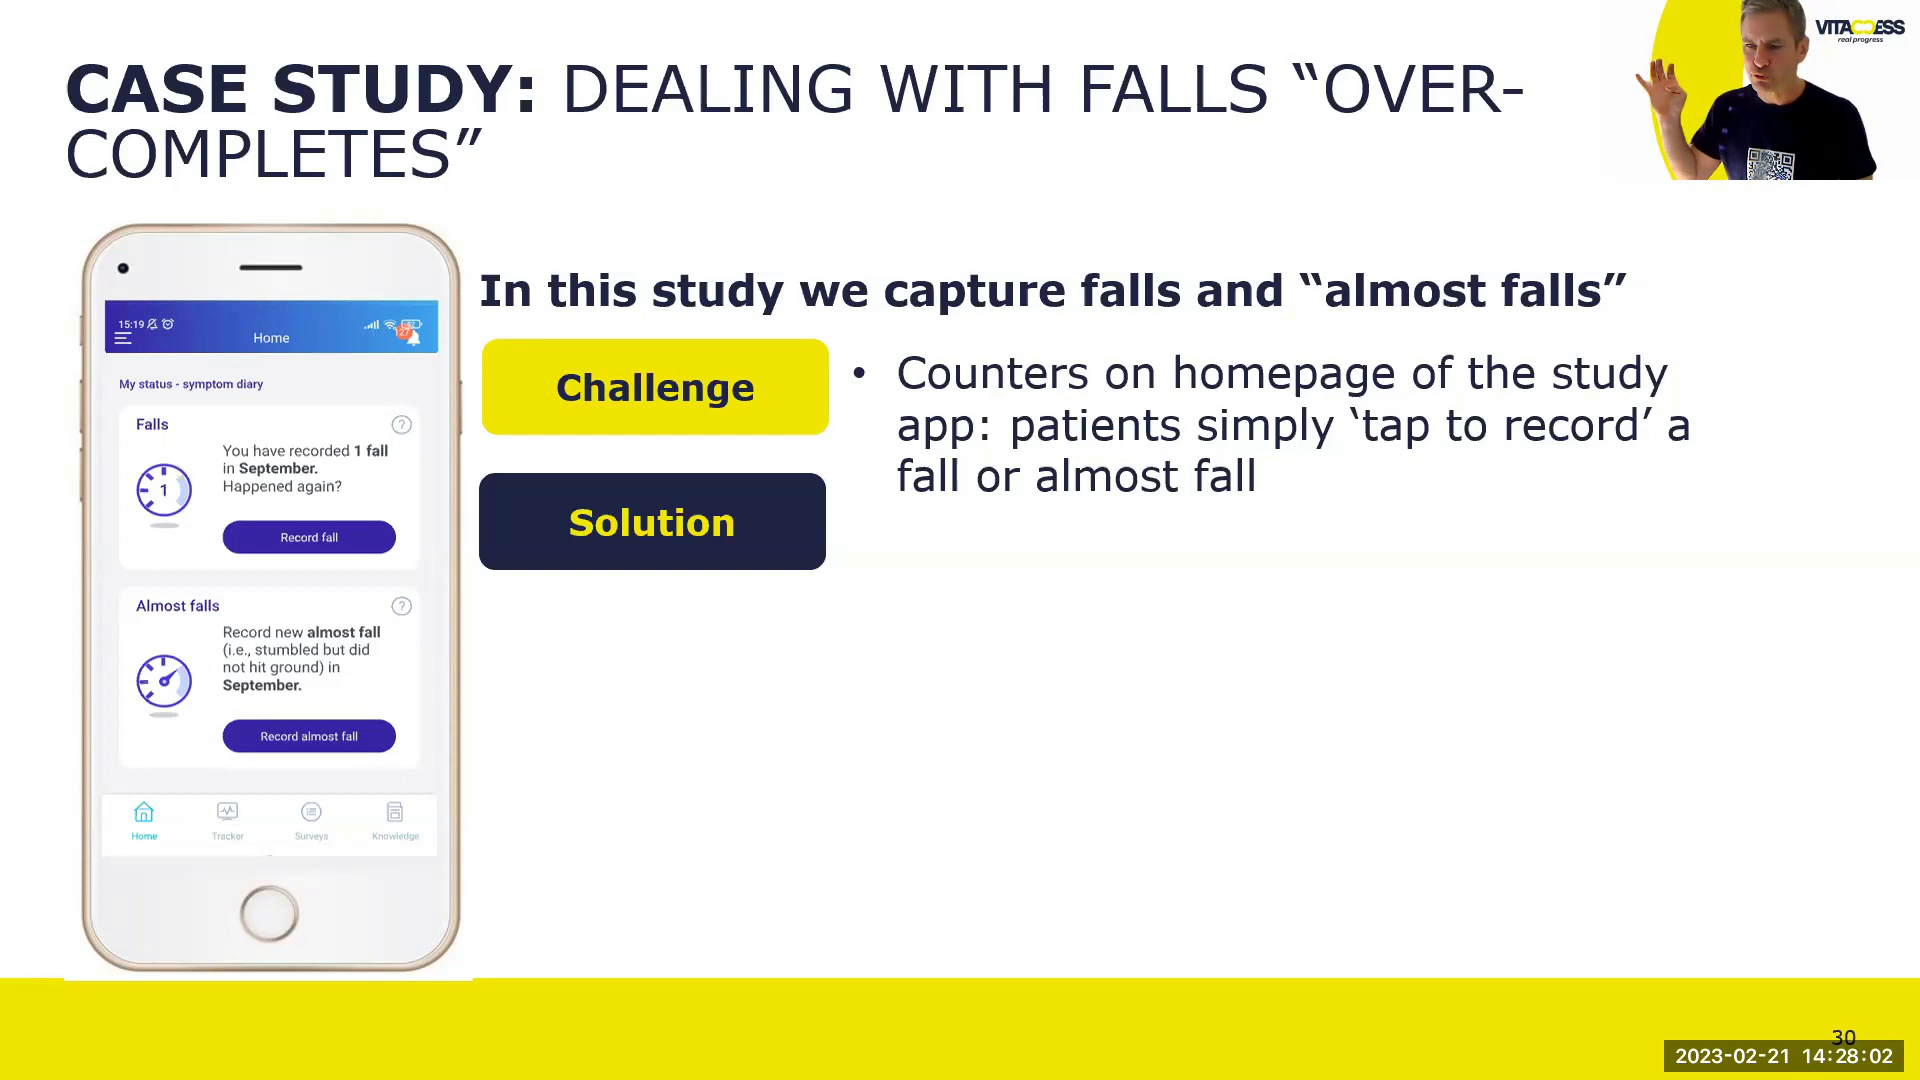 CASE STUDY: DEALING WITH FALLS “OVER-
COMPLETES”
VITACCESS
real progress
In this study we capture falls and “almost falls”
Challenge
• Counters on homepage of the study
app: patients simply ‘tap to record’ a
fall or almost fall
Solution
15:19
27
Home
My status - symptom diary
Falls
?
You have recorded 1 fall
in September.
Happened again?
1
Record fall
Almost falls
?
Record new almost fall
(i.e., stumbled but did
not hit ground) in
September.
Record almost fall
Home
Tracker
Surveys
Knowledge
30
2023-02-21 14:28:02